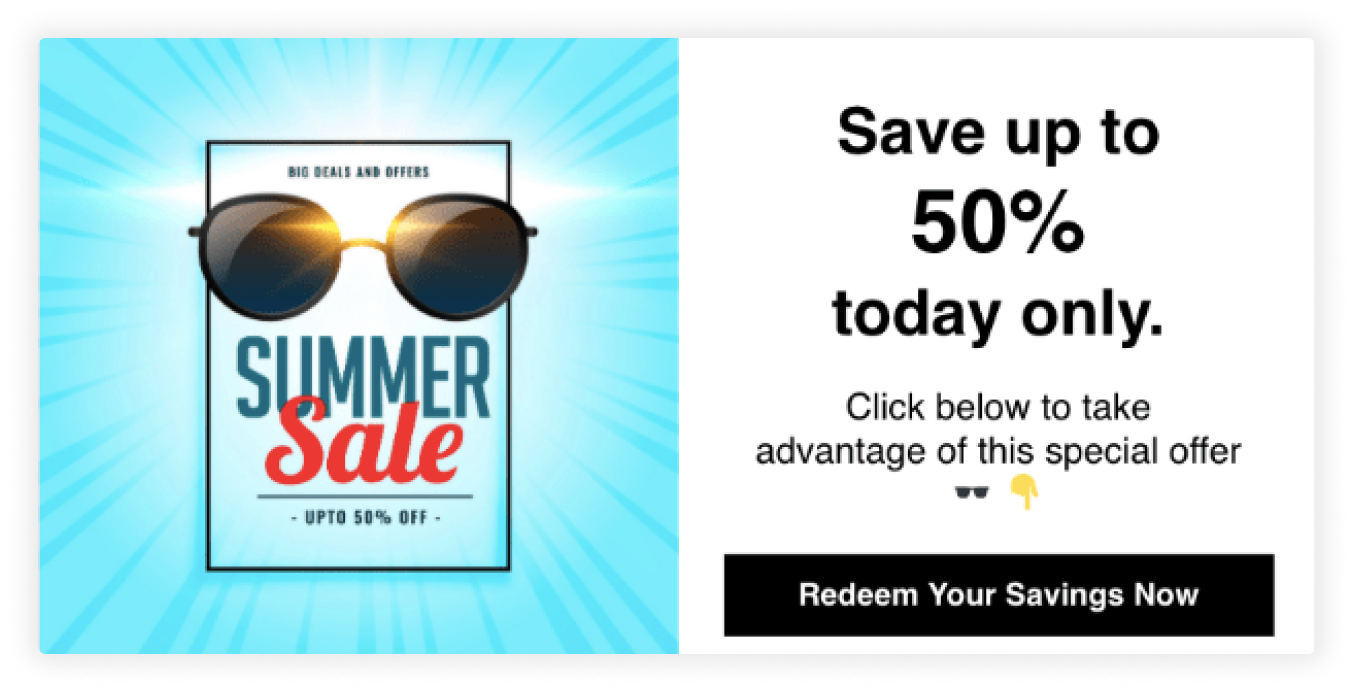 BIG DEALS AND OFFERS
SUMMER
Sale
- UPTO 50% OFF -
Save up to
50%
today only.
Click below to take
advantage of this special offer
🕶️ 👇
Redeem Your Savings Now